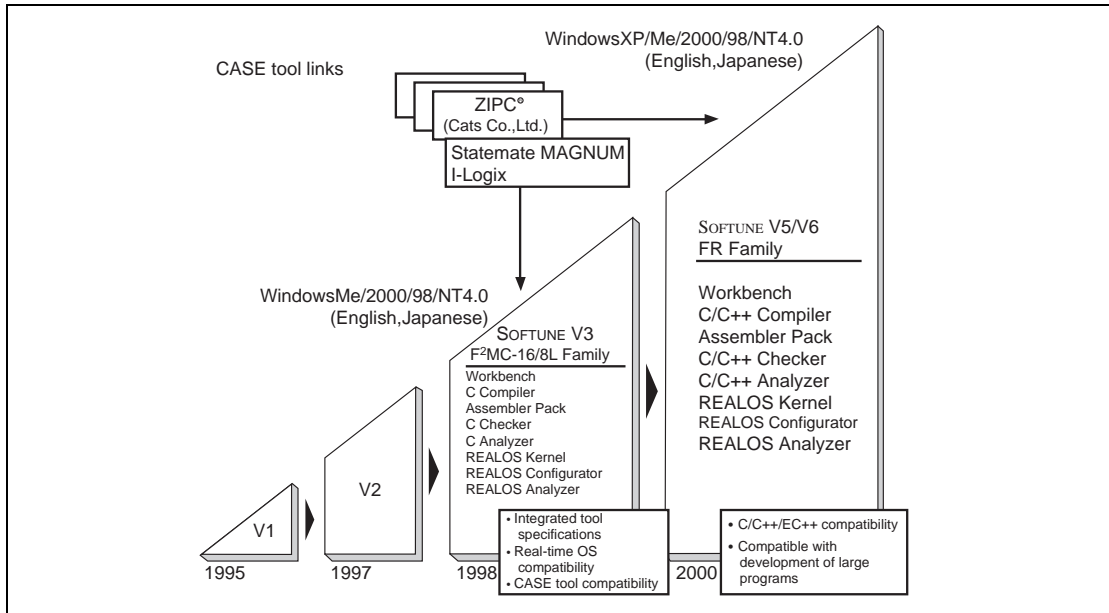 WindowsXP/Me/2000/98/NT4.0
(English,Japanese)
CASE tool links
ZIPC®
(Cats Co.,Ltd.)
Statemate MAGNUM
I-Logix
WindowsMe/2000/98/NT4.0
(English,Japanese)
SOFTUNE V5/V6
FR Family
Workbench
C/C++ Compiler
Assembler Pack
C/C++ Checker
C/C++ Analyzer
REALOS Kernel
REALOS Configurator
REALOS Analyzer
SOFTUNE V3
F²MC-16/8L Family
Workbench
C Compiler
Assembler Pack
C Checker
C Analyzer
REALOS Kernel
REALOS Configurator
REALOS Analyzer
V1
V2
• Integrated tool
specifications
• Real-time OS
compatibility
• CASE tool compatibility
• C/C++/EC++ compatibility
• Compatible with
development of large
programs
1995
1997
1998
2000